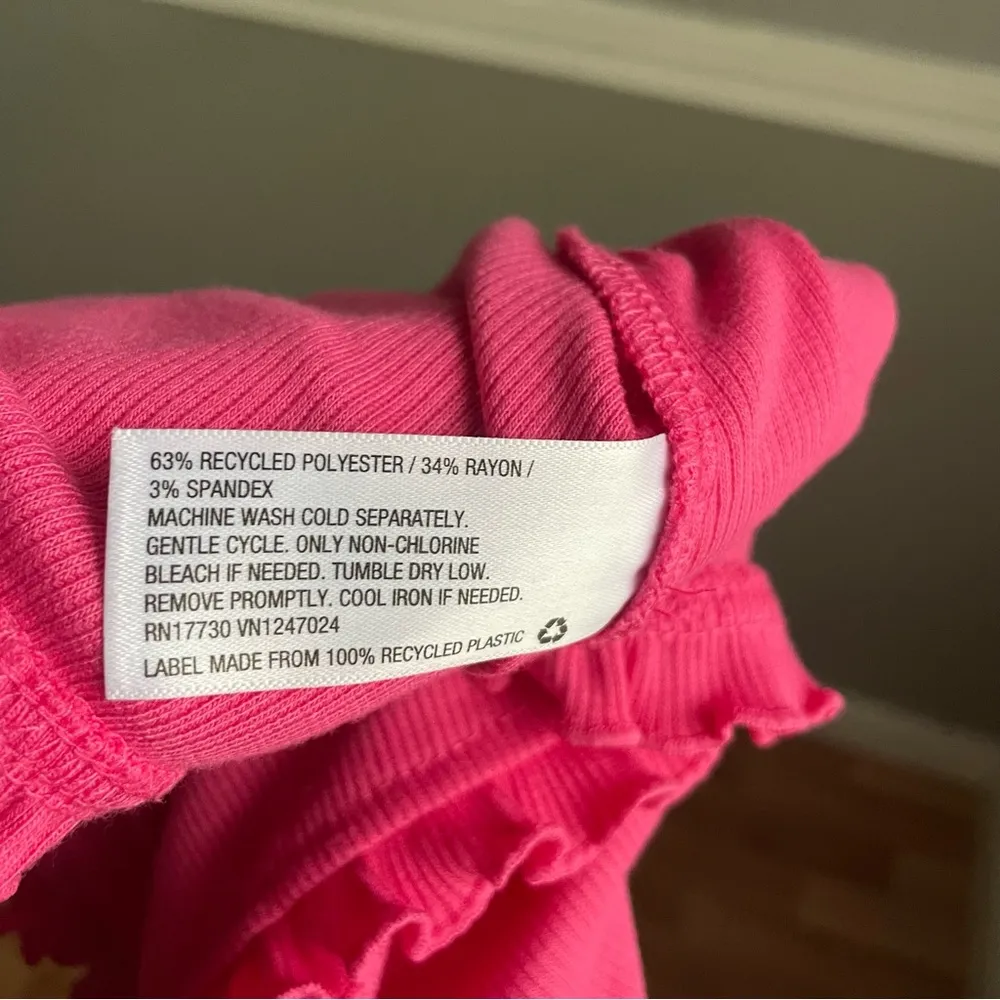 63% RECYCLED POLYESTER / 34% RAYON /
3% SPANDEX
MACHINE WASH COLD SEPARATELY.
GENTLE CYCLE. ONLY NON-CHLORINE
BLEACH IF NEEDED. TUMBLE DRY LOW.
REMOVE PROMPTLY. COOL IRON IF NEEDED.
RN17730 VN1247024
LABEL MADE FROM 100% RECYCLED PLASTIC